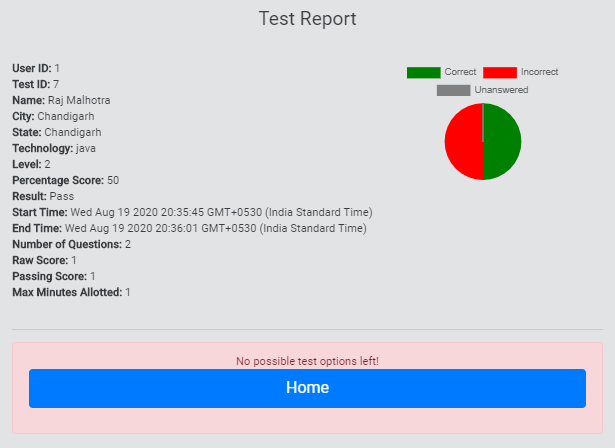 Test Report
User ID: 1
Test ID: 7
Name: Raj Malhotra
City: Chandigarh
State: Chandigarh
Technology: java
Level: 2
Percentage Score: 50
Result: Pass
Start Time: Wed Aug 19 2020 20:35:45 GMT+0530 (India Standard Time)
End Time: Wed Aug 19 2020 20:36:01 GMT+0530 (India Standard Time)
Number of Questions: 2
Raw Score: 1
Passing Score: 1
Max Minutes Allotted: 1
Correct Incorrect
Unanswered
No possible test options left!
Home